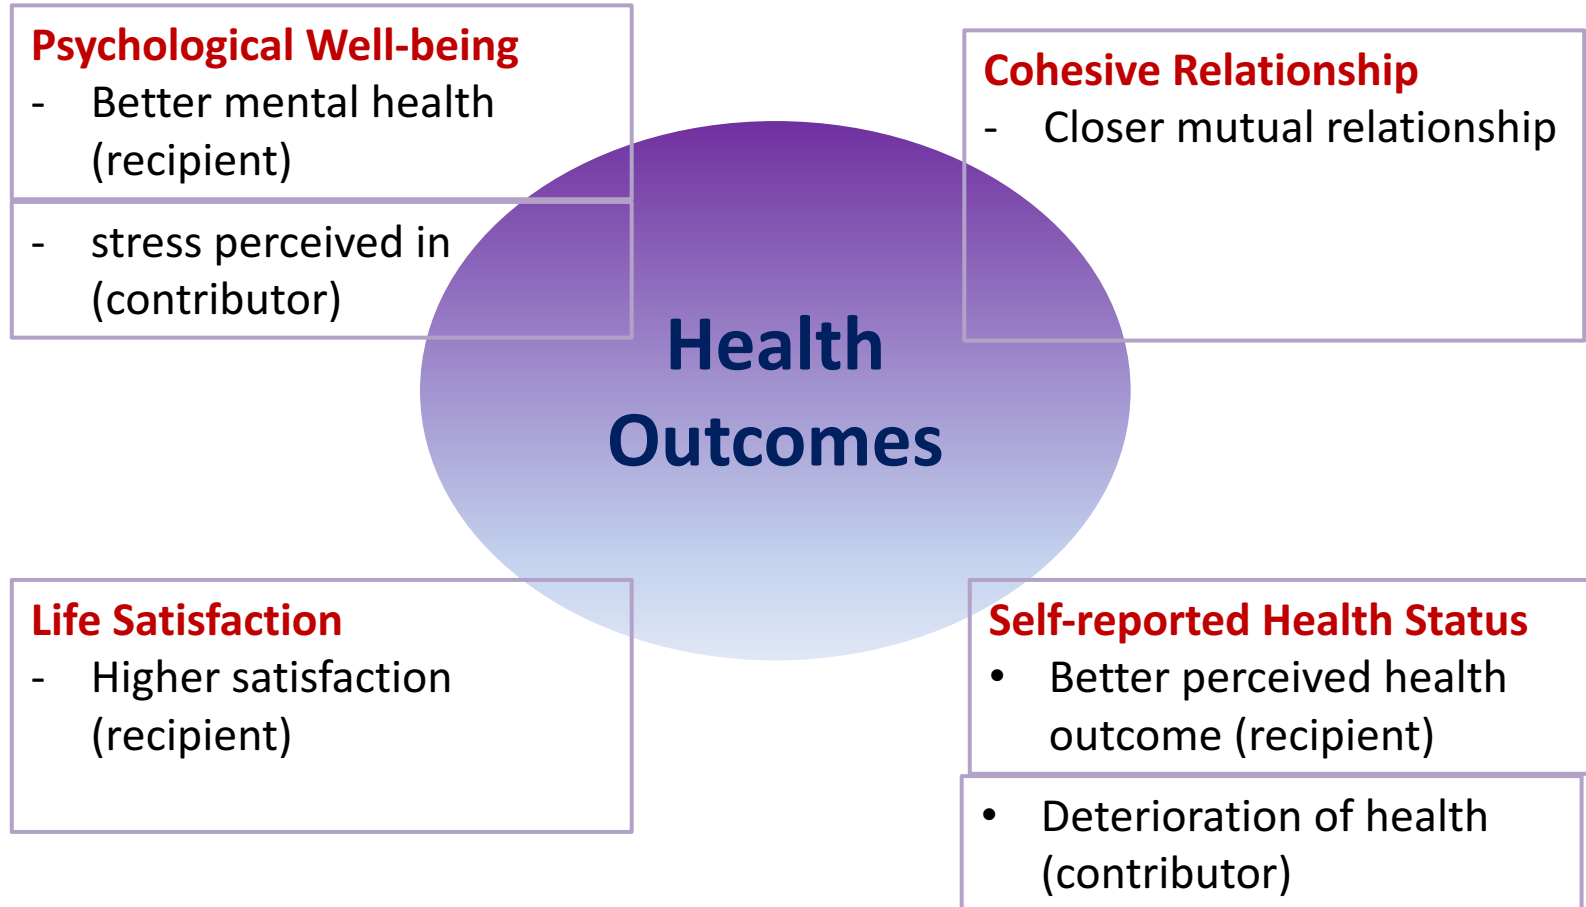 Psychological Well-being
- Better mental health
(recipient)
- stress perceived in
(contributor)
Cohesive Relationship
- Closer mutual relationship
Health
Outcomes
Life Satisfaction
- Higher satisfaction
(recipient)
Self-reported Health Status
• Better perceived health
outcome (recipient)
• Deterioration of health
(contributor)